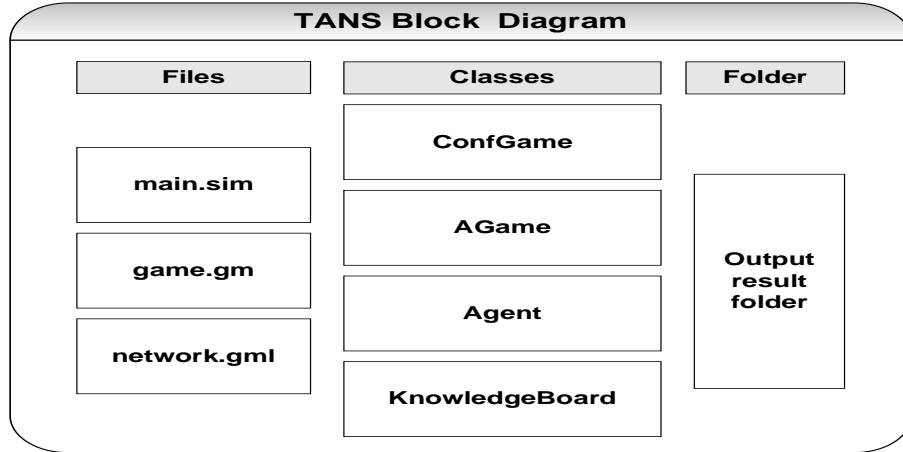 TANS Block Diagram
Files
Classes
Folder
main.sim
game.gm
network.gml
ConfGame
AGame
Agent
KnowledgeBoard
Output
result
folder